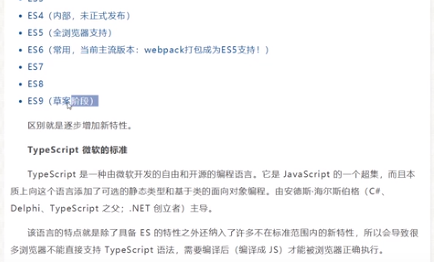 ES4（内部，未正式发布）
ES5（全浏览器支持）
ES6（常用，当前主流版本：webpack打包成为ES5支持！）
ES7
ES8
ES9（草案阶段）
区别就是逐步增加新特性。
TypeScript 微软的标准
TypeScript 是一种由微软开发的自由和开源的编程语言。它是 JavaScript 的一个超集，而且本
质上向这个语言添加了可选的静态类型和基于类的面向对象编程。由安德斯·海尔斯伯格（C#、
Delphi、TypeScript 之父；.NET 创立者）主导。
该语言的特点就是除了具备 ES 的特性之外还纳入了许多不在标准范围内的新特性，所以会导致很
多浏览器不能直接支持 TypeScript 语法，需要编译后（编译成 JS）才能被浏览器正确执行。